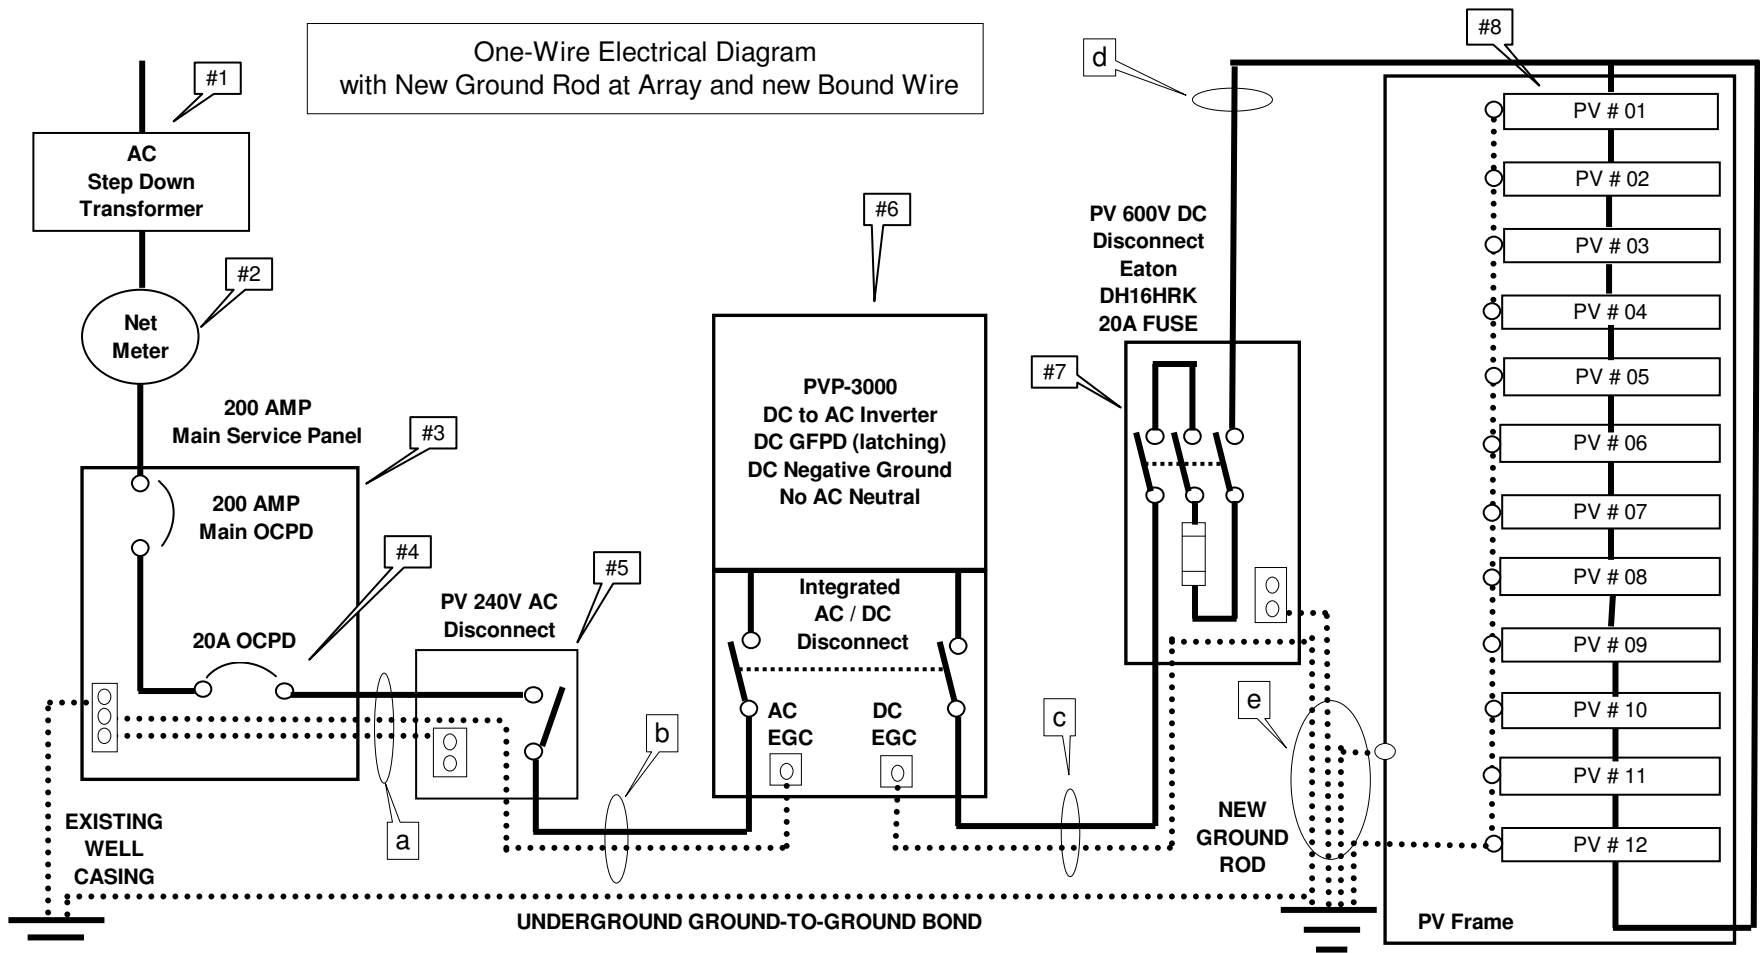 One-Wire Electrical Diagram
with New Ground Rod at Array and new Bound Wire
#1
AC
Step Down
Transformer
#2
Net
Meter
200 AMP
Main Service Panel
#3
200 AMP
Main OCPD
#4
20A OCPD
PV 240V AC
Disconnect
#5
a
b
EXISTING
WELL
CASING
#6
PVP-3000
DC to AC Inverter
DC GFPD (latching)
DC Negative Ground
No AC Neutral
Integrated
AC / DC
Disconnect
AC
EGC
DC
EGC
c
PV 600V DC
Disconnect
Eaton
DH16HRK
20A FUSE
#7
d
e
NEW
GROUND
ROD
UNDERGROUND GROUND-TO-GROUND BOND
#8
PV # 01
PV # 02
PV # 03
PV # 04
PV # 05
PV # 06
PV # 07
PV # 08
PV # 09
PV # 10
PV # 11
PV # 12
PV Frame